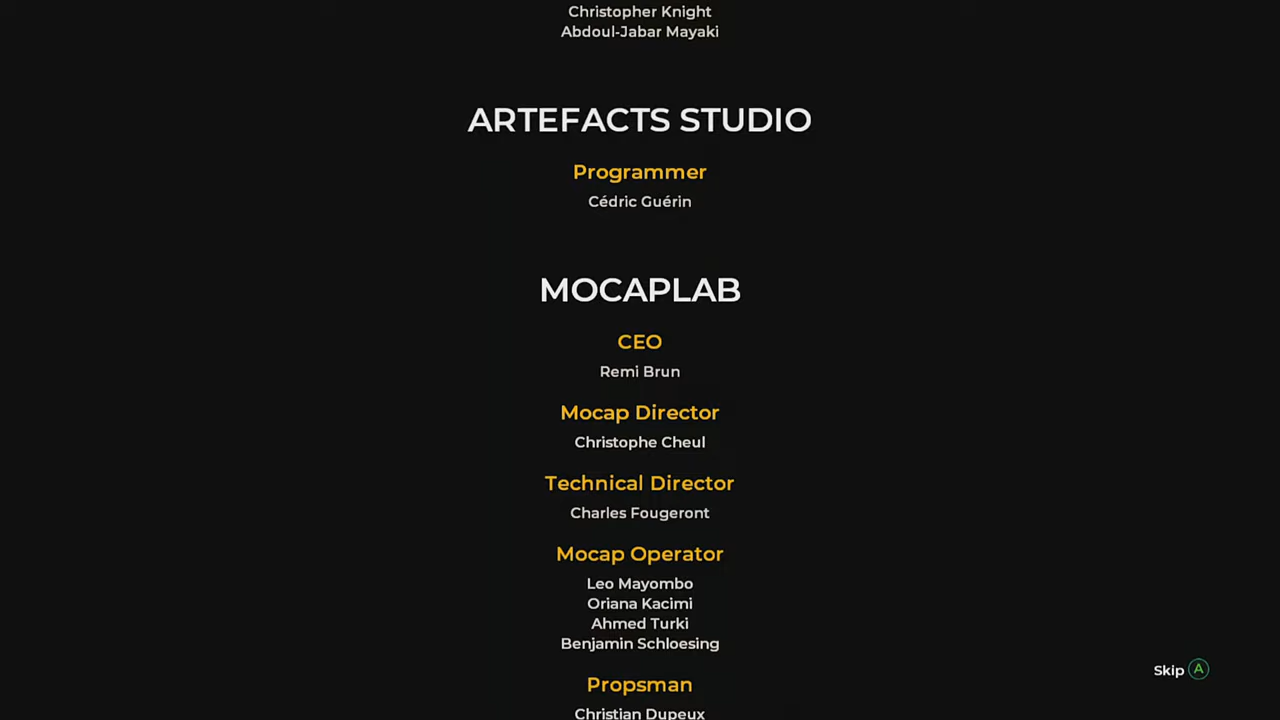 Christopher Knight
Abdoul-Jabar Mayaki
ARTEFACTS STUDIO
Programmer
Cédric Guérin
MOCAPLAB
CEO
Remi Brun
Mocap Director
Christophe Cheul
Technical Director
Charles Fougeront
Mocap Operator
Leo Mayombo
Oriana Kacimi
Ahmed Turki
Benjamin Schloesing
Skip A
Propsman
Christian Dupeux